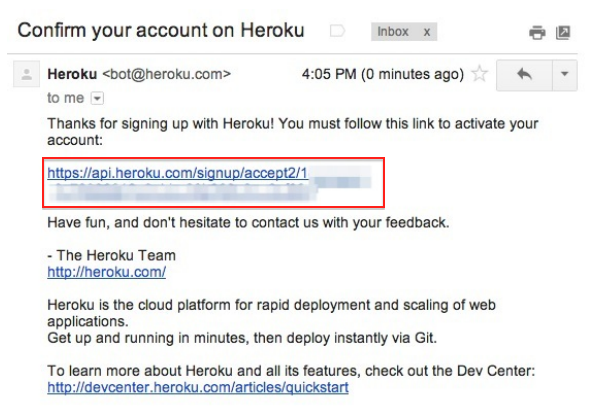 Confirm your account on Heroku
Inbox x
Heroku <bot@heroku.com> 4:05 PM (0 minutes ago)
to me
Thanks for signing up with Heroku! You must follow this link to activate your
account:
https://api.heroku.com/signup/accept2/1
Have fun, and don't hesitate to contact us with your feedback.
- The Heroku Team
http://heroku.com/
Heroku is the cloud platform for rapid deployment and scaling of web
applications.
Get up and running in minutes, then deploy instantly via Git.
To learn more about Heroku and all its features, check out the Dev Center:
http://devcenter.heroku.com/articles/quickstart